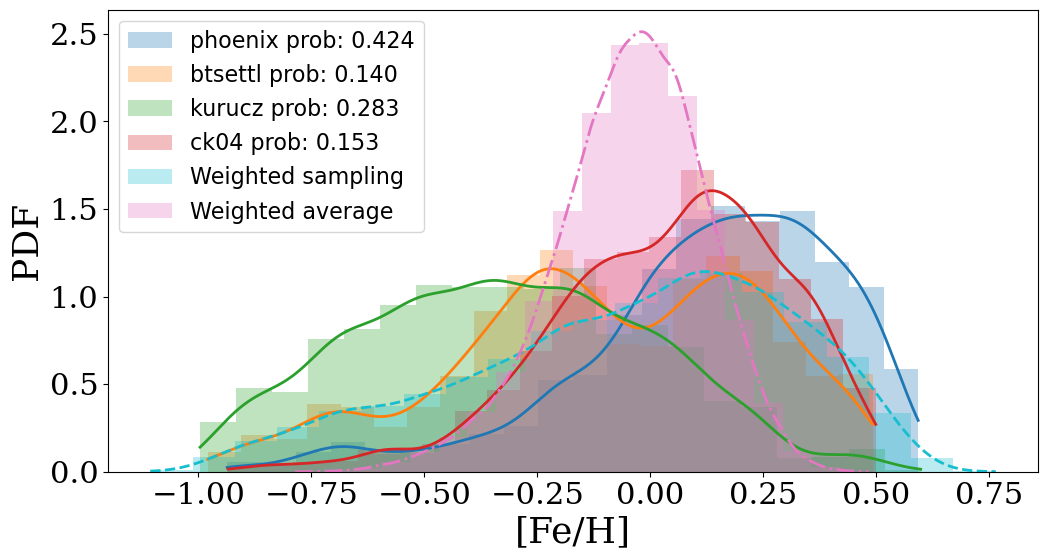 phoenix prob: 0.424
btsettl prob: 0.140
kurucz prob: 0.283
ck04 prob: 0.153
Weighted sampling
Weighted average
PDF
2.5
2.0
1.5
1.0
0.5
0.0
−1.00 −0.75 −0.50 −0.25 0.00 0.25 0.50 0.75
[Fe/H]